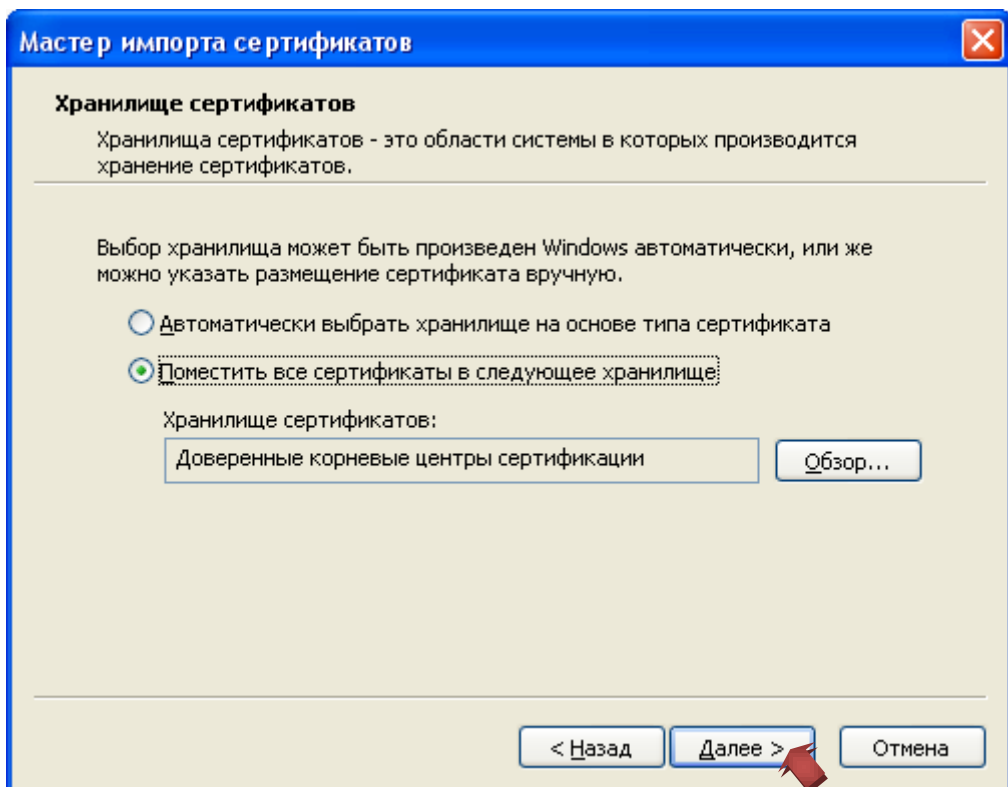 Мастер импорта сертификатов
Хранилище сертификатов
Хранилища сертификатов - это области системы в которых производится
хранение сертификатов.
Выбор хранилища может быть произведен Windows автоматически, или же
можно указать размещение сертификата вручную.
Автоматически выбрать хранилище на основе типа сертификата
Поместить все сертификаты в следующее хранилище
Хранилище сертификатов:
Доверенные корневые центры сертификации
Обзор...
< Назад Далее > Отмена